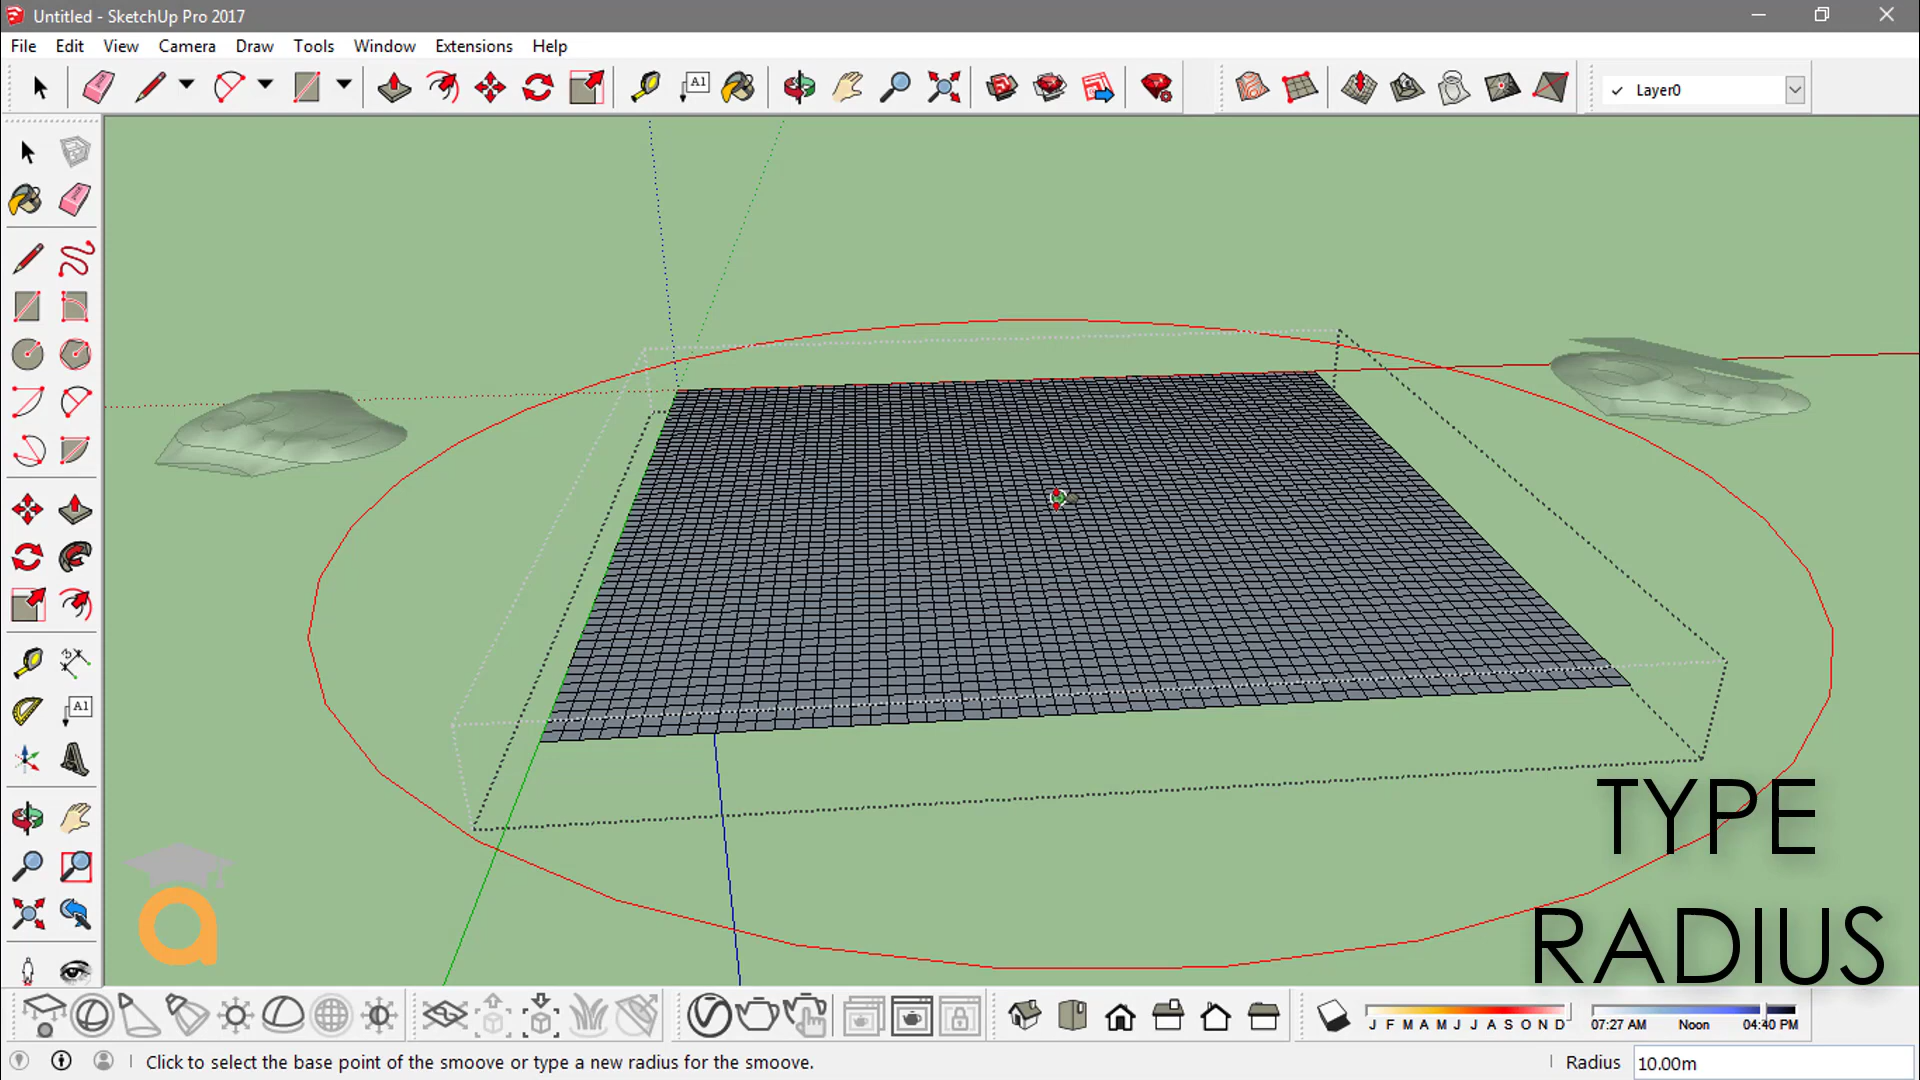 Untitled - SketchUp Pro 2017
File Edit View Camera Draw Tools Window Extensions Help
A1
✓ Layer0
A1
TYPE
RADIUS
a
J F M A M J J A S O N D
07:27 AM Noon 04:40 PM
Click to select the base point of the smoove or type a new radius for the smoove.
Radius 10.00m